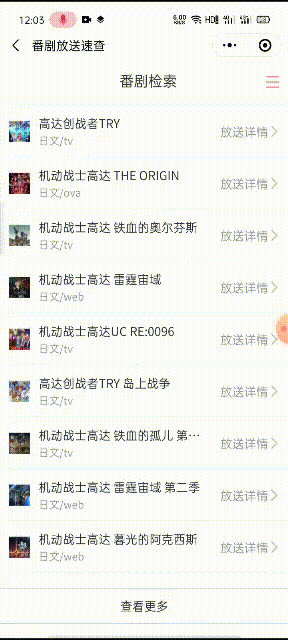 12:03
6.00
KB/s
HD
番剧放送速查
番剧检索
高达创战者TRY
日文/tv
放送详情
机动战士高达 THE ORIGIN
日文/ova
放送详情
机动战士高达 铁血的奥尔芬斯
日文/tv
放送详情
机动战士高达 雷霆宙域
日文/web
放送详情
机动战士高达UC RE:0096
日文/tv
放送详情
高达创战者TRY 岛上战争
日文/tv
放送详情
机动战士高达 铁血的孤儿 第…
日文/tv
放送详情
机动战士高达 雷霆宙域 第二季
日文/web
放送详情
机动战士高达 暮光的阿克西斯
日文/web
放送详情
查看更多